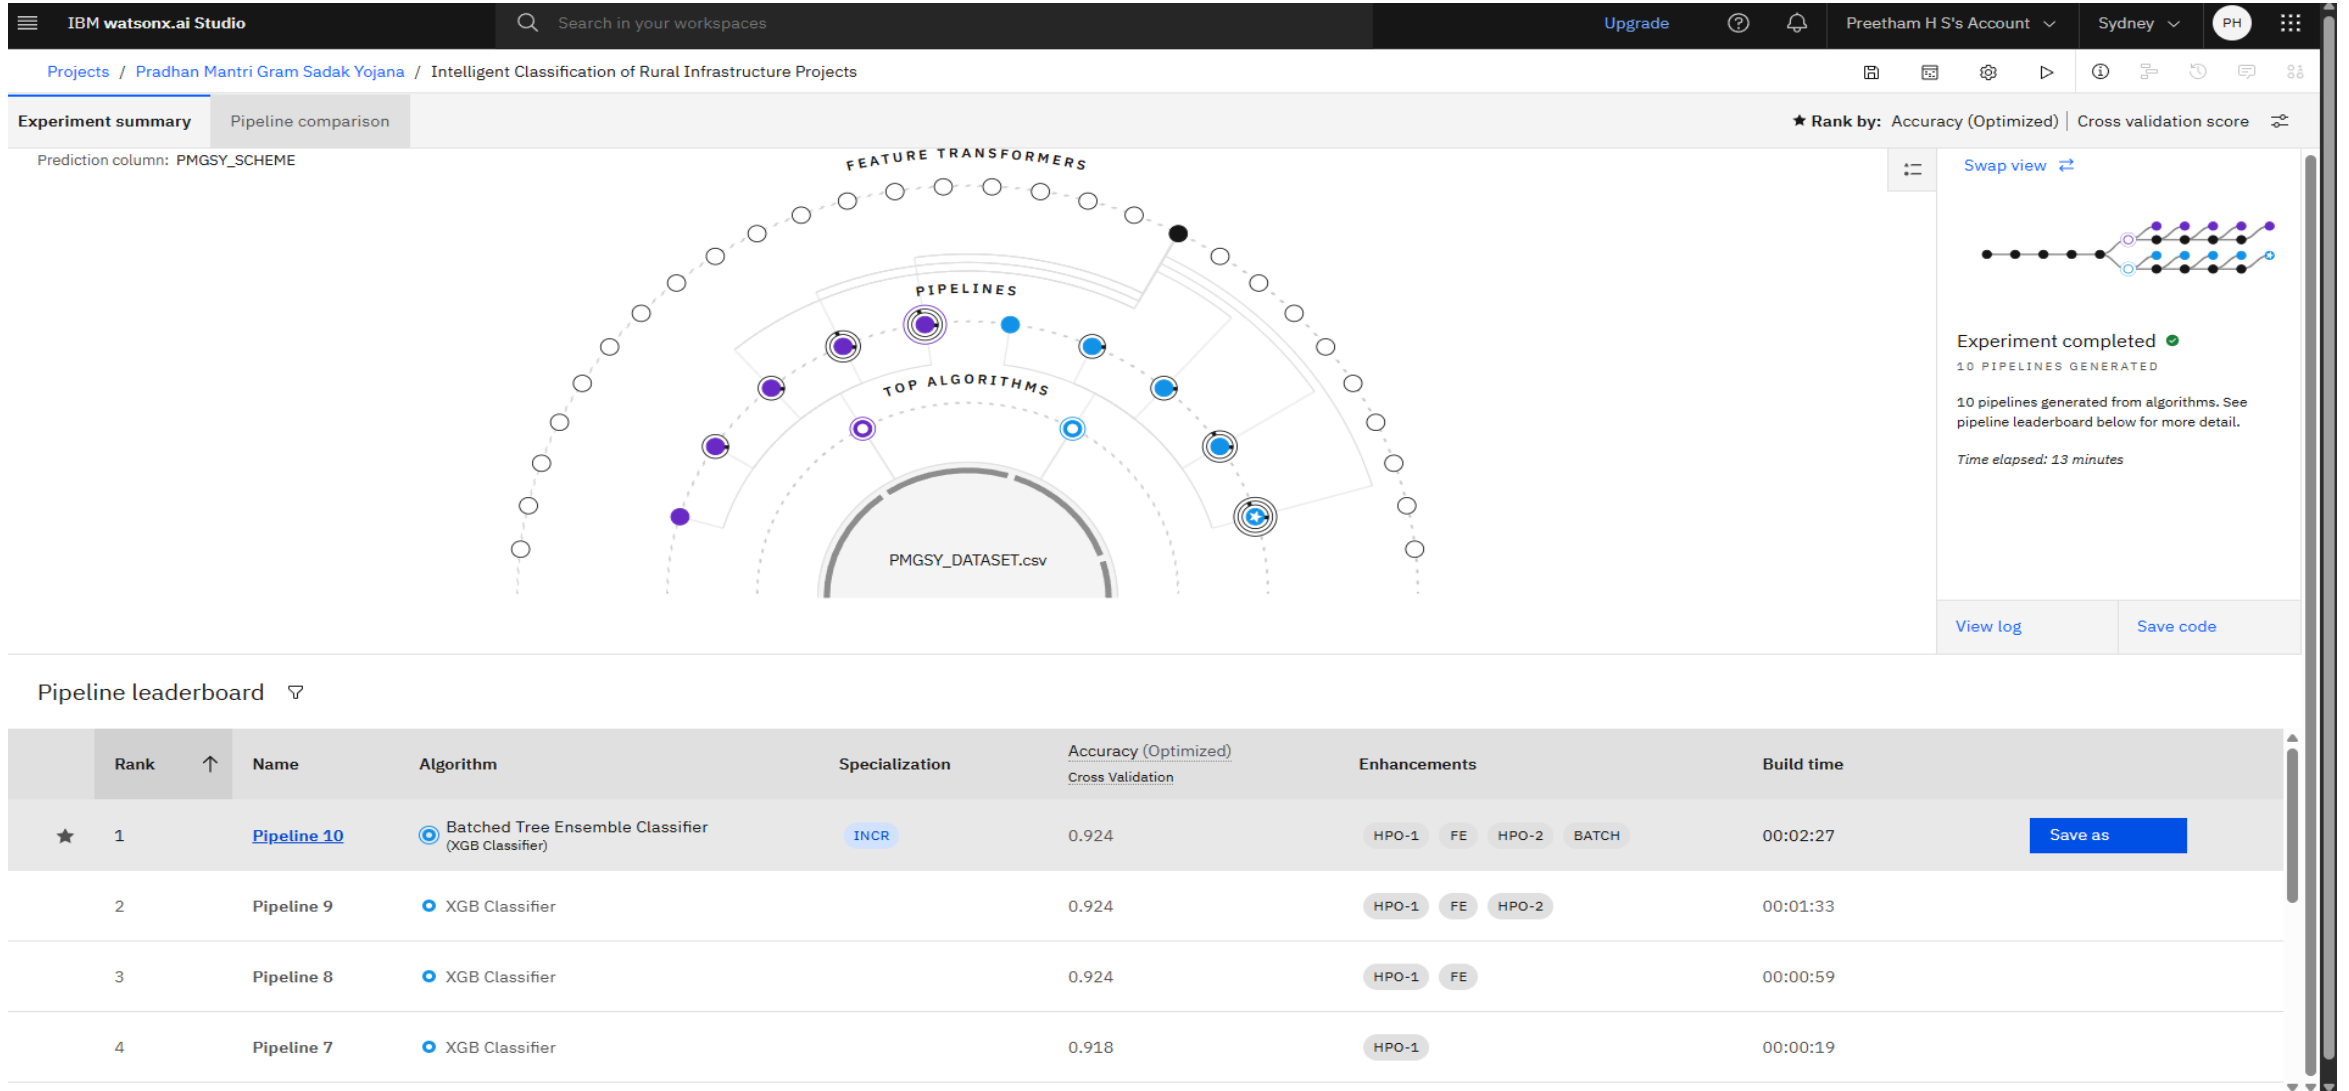 IBM watsonx.ai Studio
Search in your workspaces
Upgrade
Preetham H S's Account
Sydney
PH
Projects / Pradhan Mantri Gram Sadak Yojana / Intelligent Classification of Rural Infrastructure Projects
Experiment summary
Pipeline comparison
Rank by: Accuracy (Optimized) | Cross validation score
Prediction column: PMGSY_SCHEME
FEATURE TRANSFORMERS
PIPELINES
TOP ALGORITHMS
PMGSY_DATASET.csv
Swap view
Experiment completed
10 PIPELINES GENERATED
10 pipelines generated from algorithms. See
pipeline leaderboard below for more detail.
Time elapsed: 13 minutes
View log
Save code
Pipeline leaderboard
Rank Name Algorithm Specialization Accuracy (Optimized) Enhancements Build time
Cross Validation
1 Pipeline 10 Batched Tree Ensemble Classifier INCR 0.924 HPO-1 FE HPO-2 BATCH 00:02:27 Save as
(XGB Classifier)
2 Pipeline 9 XGB Classifier 0.924 HPO-1 FE HPO-2 00:01:33
3 Pipeline 8 XGB Classifier 0.924 HPO-1 FE 00:00:59
4 Pipeline 7 XGB Classifier 0.918 HPO-1 00:00:19